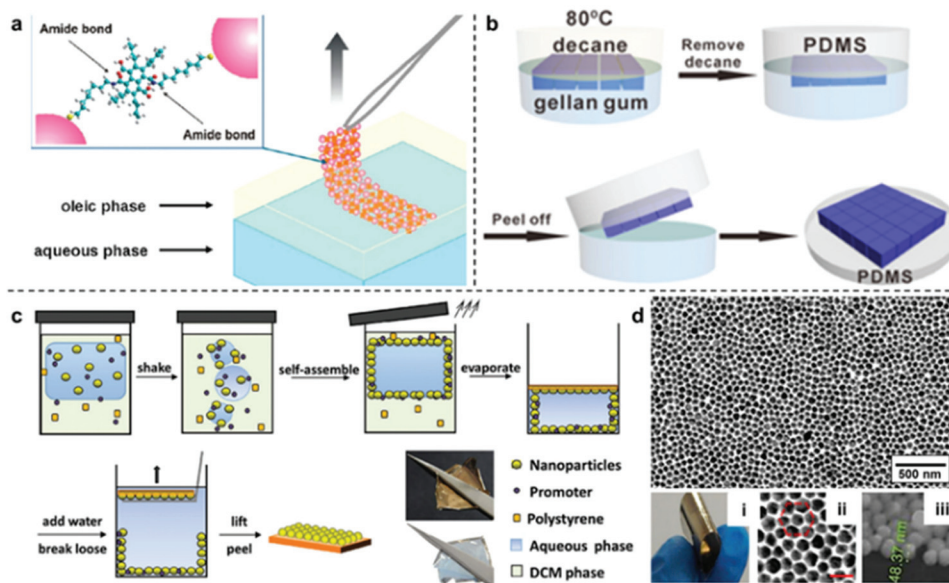 a
Amide bond
Amide bond
oleic phase
aqueous phase
b
80ºC
decane
gellan gum
Remove
decane
PDMS
Peel off
PDMS
c
shake
self-assemble
evaporate
add water
break loose
lift
peel
Nanoparticles
Promoter
Polystyrene
Aqueous phase
DCM phase
d
500 nm
i
ii
iii
48.37 nm